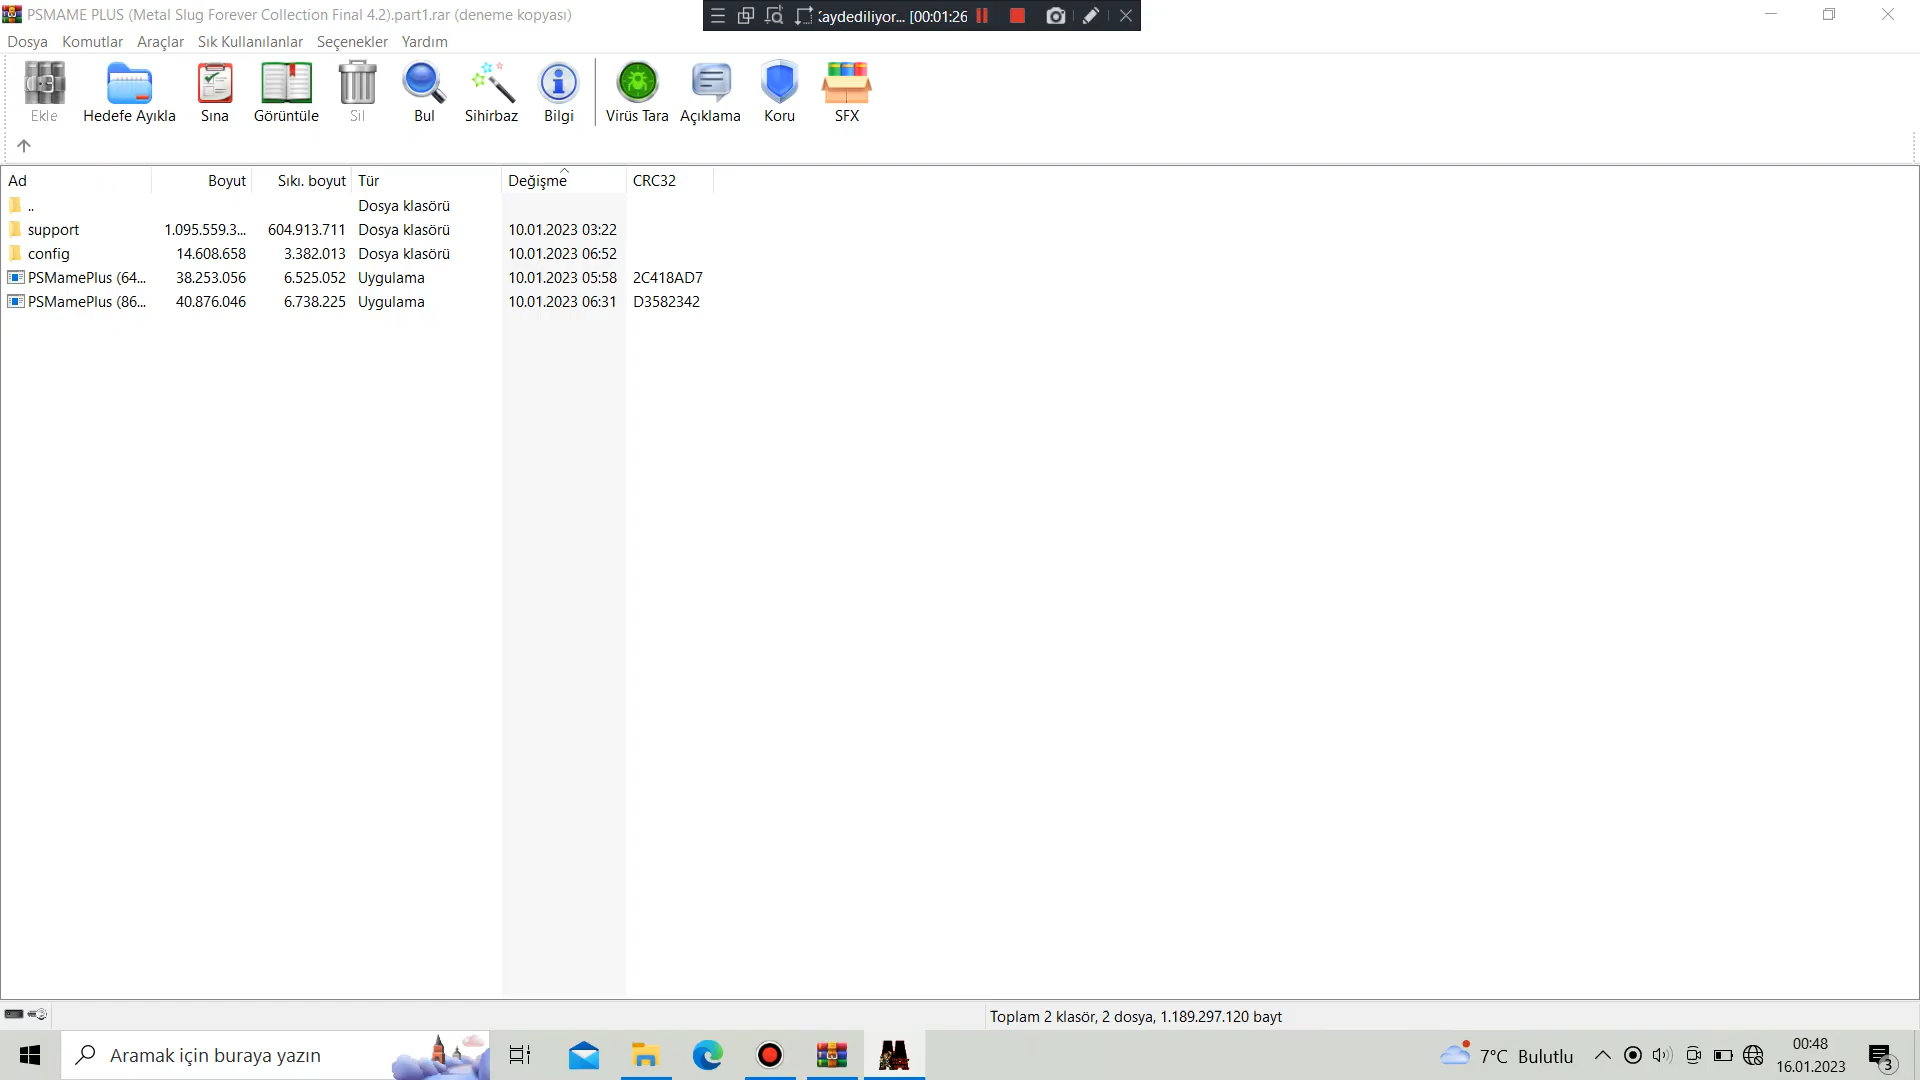 PSMAME PLUS (Metal Slug Forever Collection Final 4.2).part1.rar (deneme kopyası)
aydediliyor... [00:01:26
Dosya Komutlar Araçlar Sık Kullanılanlar Seçenekler Yardım
Ekle Hedefe Ayıkla Sına Görüntüle Sil Bul Sihirbaz Bilgi Virüs Tara Açıklama Koru SFX
Ad Boyut Sıkı. boyut Tür Değişme CRC32
.. Dosya klasörü
support 1.095.559.3... 604.913.711 Dosya klasörü 10.01.2023 03:22
config 14.608.658 3.382.013 Dosya klasörü 10.01.2023 06:52
PSMamePlus (64... 38.253.056 6.525.052 Uygulama 10.01.2023 05:58 2C418AD7
PSMamePlus (86... 40.876.046 6.738.225 Uygulama 10.01.2023 06:31 D3582342
Toplam 2 klasör, 2 dosya, 1.189.297.120 bayt
Aramak için buraya yazın
7°C Bulutlu
00:48
16.01.2023
3